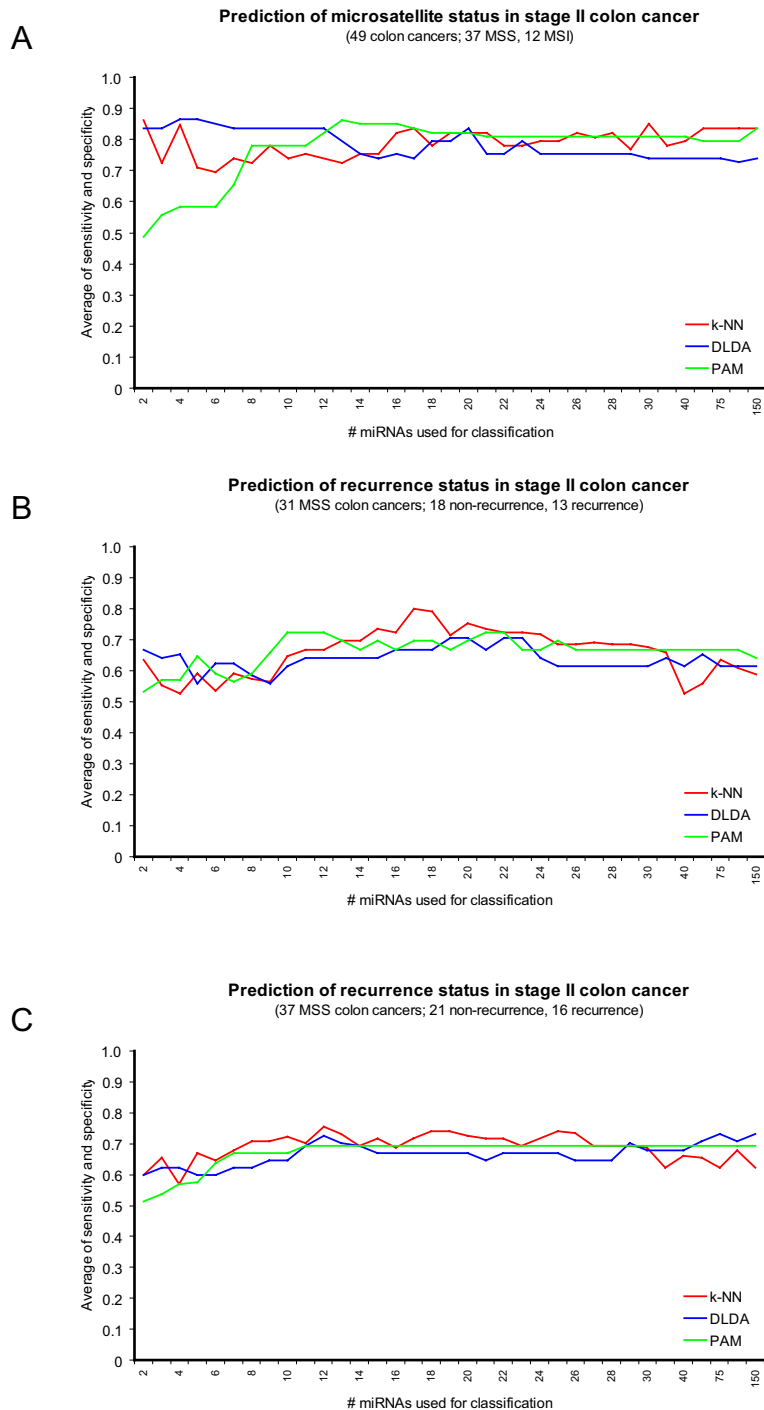 A
Prediction of microsatellite status in stage II colon cancer
(49 colon cancers; 37 MSS, 12 MSI)
Average of sensitivity and specificity
1.0
0.9
0.8
0.7
0.6
0.5
0.4
0.3
0.2
0.1
0
k-NN
DLDA
PAM
2 4 6 8 10 12 14 16 18 20 22 24 26 28 30 40 75 150
# miRNAs used for classification
B
Prediction of recurrence status in stage II colon cancer
(31 MSS colon cancers; 18 non-recurrence, 13 recurrence)
Average of sensitivity and specificity
1.0
0.9
0.8
0.7
0.6
0.5
0.4
0.3
0.2
0.1
0
k-NN
DLDA
PAM
2 4 6 8 10 12 14 16 18 20 22 24 26 28 30 40 75 150
# miRNAs used for classification
C
Prediction of recurrence status in stage II colon cancer
(37 MSS colon cancers; 21 non-recurrence, 16 recurrence)
Average of sensitivity and specificity
1.0
0.9
0.8
0.7
0.6
0.5
0.4
0.3
0.2
0.1
0
k-NN
DLDA
PAM
2 4 6 8 10 12 14 16 18 20 22 24 26 28 30 40 75 150
# miRNAs used for classification